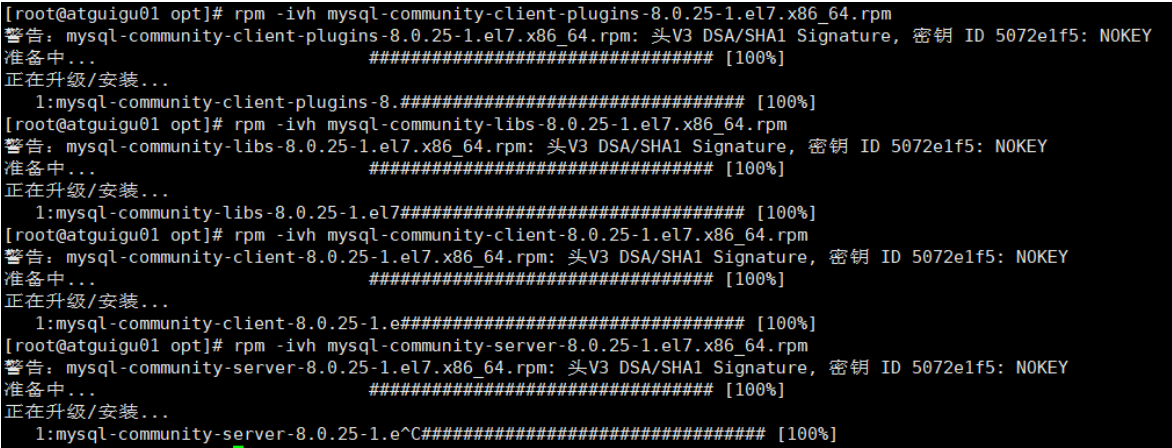 [root@atguigu01 opt]# rpm -ivh mysql-community-client-plugins-8.0.25-1.el7.x86_64.rpm
警告：mysql-community-client-plugins-8.0.25-1.el7.x86_64.rpm: 头V3 DSA/SHA1 Signature, 密钥 ID 5072e1f5: NOKEY
准备中... ################################# [100%]
正在升级/安装...
1:mysql-community-client-plugins-8.################################# [100%]
[root@atguigu01 opt]# rpm -ivh mysql-community-libs-8.0.25-1.el7.x86_64.rpm
警告：mysql-community-libs-8.0.25-1.el7.x86_64.rpm: 头V3 DSA/SHA1 Signature, 密钥 ID 5072e1f5: NOKEY
准备中... ################################# [100%]
正在升级/安装...
1:mysql-community-libs-8.0.25-1.el7################################# [100%]
[root@atguigu01 opt]# rpm -ivh mysql-community-client-8.0.25-1.el7.x86_64.rpm
警告：mysql-community-client-8.0.25-1.el7.x86_64.rpm: 头V3 DSA/SHA1 Signature, 密钥 ID 5072e1f5: NOKEY
准备中... ################################# [100%]
正在升级/安装...
1:mysql-community-client-8.0.25-1.e################################# [100%]
[root@atguigu01 opt]# rpm -ivh mysql-community-server-8.0.25-1.el7.x86_64.rpm
警告：mysql-community-server-8.0.25-1.el7.x86_64.rpm: 头V3 DSA/SHA1 Signature, 密钥 ID 5072e1f5: NOKEY
准备中... ################################# [100%]
正在升级/安装...
1:mysql-community-server-8.0.25-1.e^C################################# [100%]